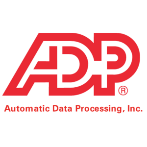 ADP®
Automatic Data Processing, Inc.